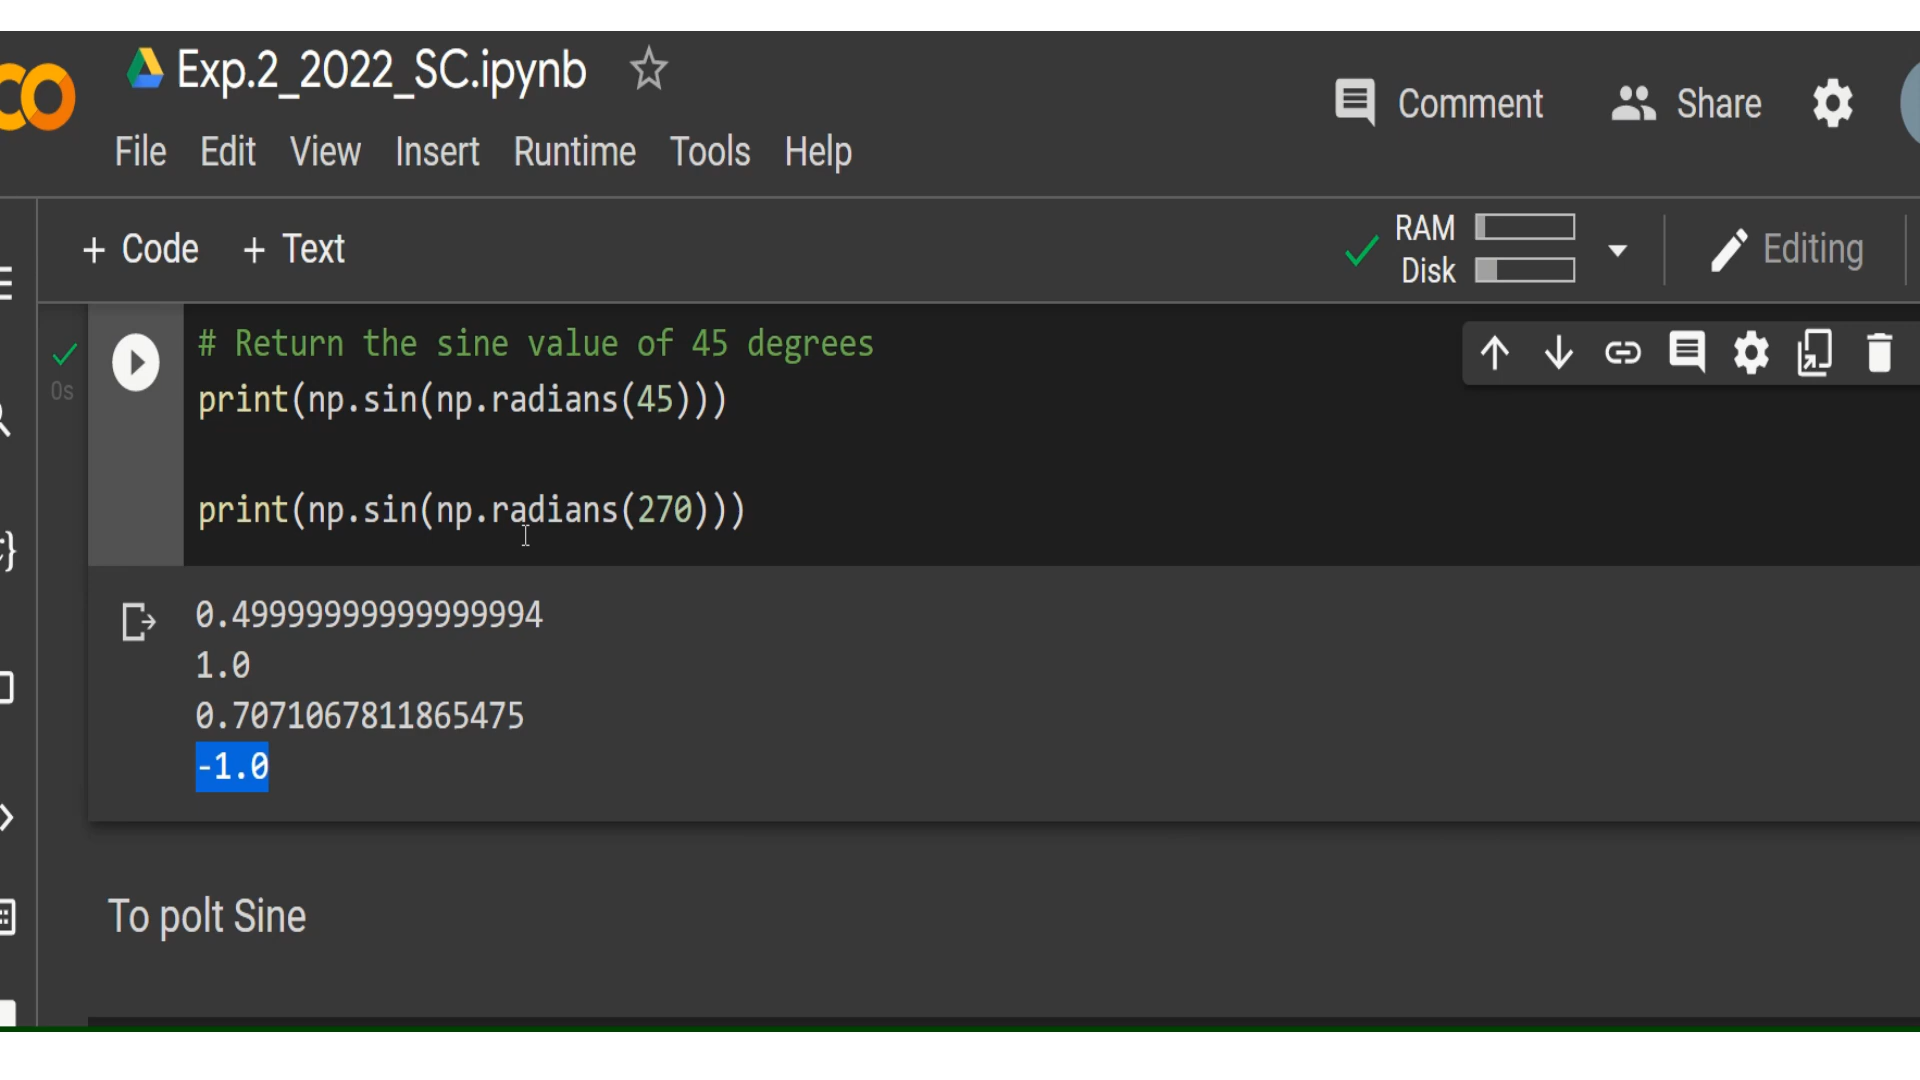 Exp.2_2022_SC.ipynb
Comment Share
File Edit View Insert Runtime Tools Help
+ Code + Text
RAM
Disk
Editing
0s
# Return the sine value of 45 degrees
print(np.sin(np.radians(45)))
print(np.sin(np.radians(270)))
0.49999999999999994
1.0
0.7071067811865475
-1.0
To polt Sine